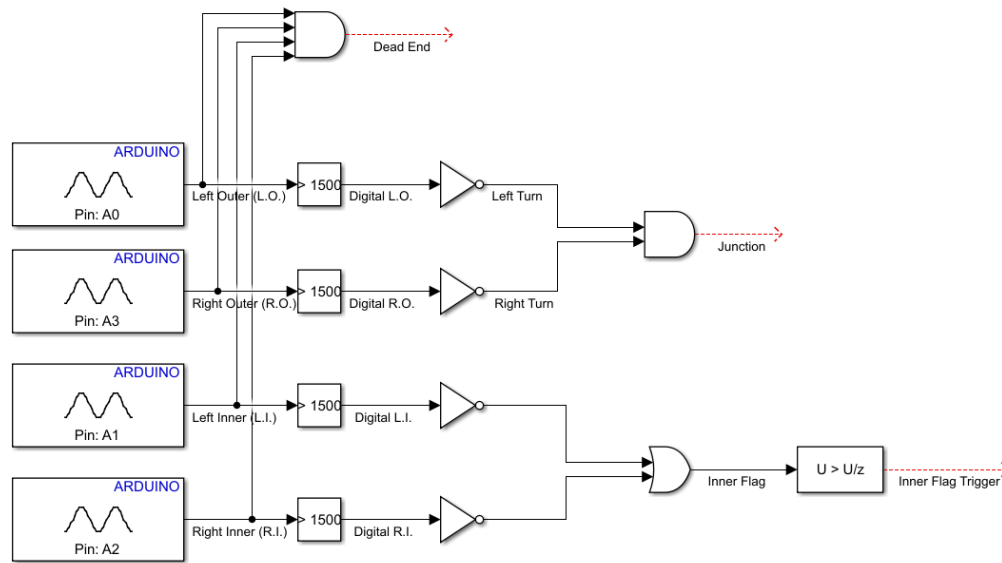 Dead End
ARDUINO
Pin: A0
Left Outer (L.O.)
> 1500
Digital L.O.
Left Turn
Junction
ARDUINO
Pin: A3
Right Outer (R.O.)
> 1500
Digital R.O.
Right Turn
ARDUINO
Pin: A1
Left Inner (L.I.)
> 1500
Digital L.I.
Inner Flag
U > U/z
Inner Flag Trigger
ARDUINO
Pin: A2
Right Inner (R.I.)
> 1500
Digital R.I.